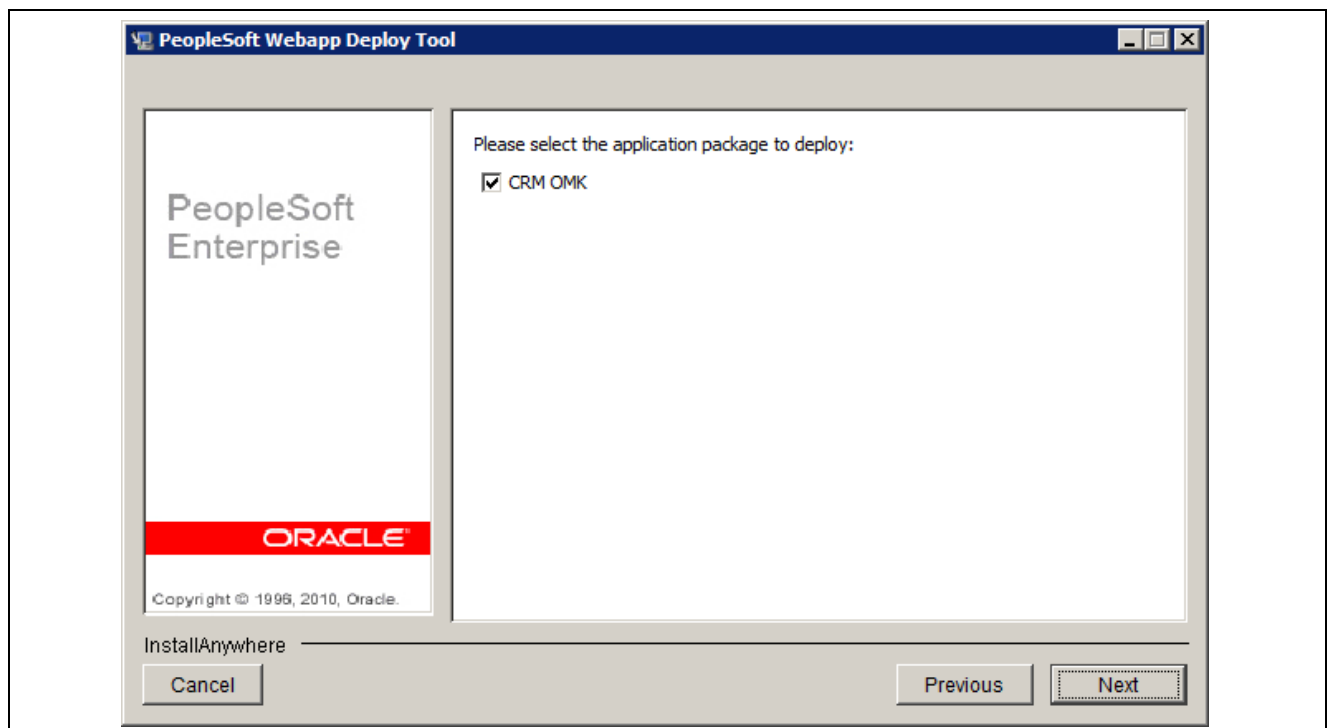 PeopleSoft Webapp Deploy Tool
PeopleSoft
Enterprise
ORACLE
Copyright © 1996, 2010, Oracle.
Please select the application package to deploy:
CRM OMK
InstallAnywhere
Cancel
Previous
Next